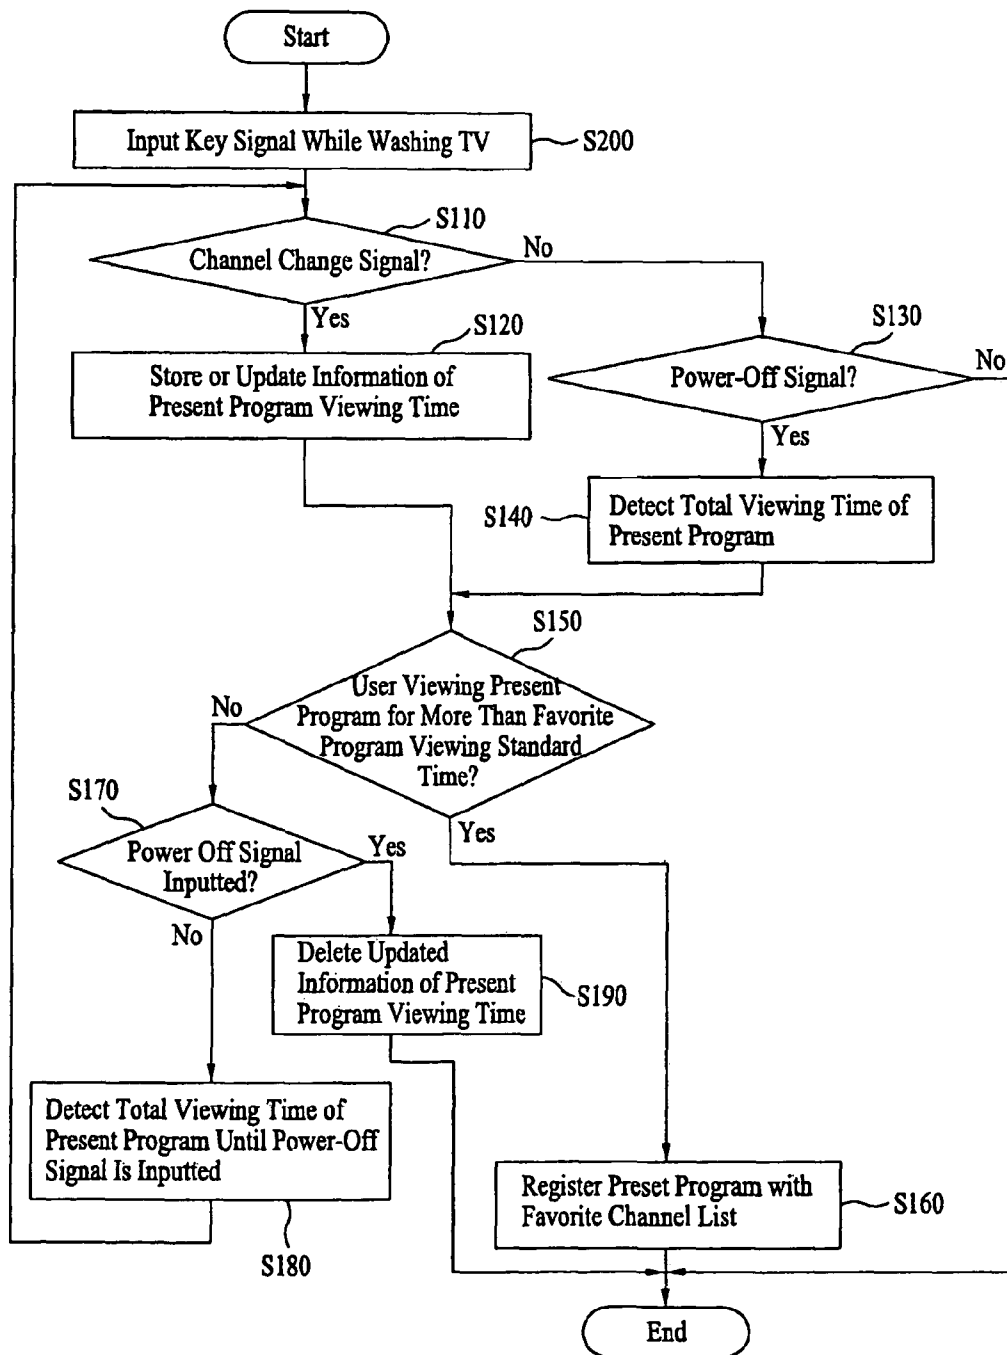 Start
Input Key Signal While Washing TV
S200
S110
Channel Change Signal?
No
Yes
S120
Store or Update Information of
Present Program Viewing Time
S130
Power-Off Signal?
No
Yes
S140
Detect Total Viewing Time of
Present Program
S150
User Viewing Present
Program for More Than Favorite
Program Viewing Standard
Time?
No
Yes
S170
Power Off Signal
Inputted?
Yes
No
Delete Updated
Information of Present
Program Viewing Time
S190
Detect Total Viewing Time of
Present Program Until Power-Off
Signal Is Inputted
S180
Register Preset Program with
Favorite Channel List
S160
End